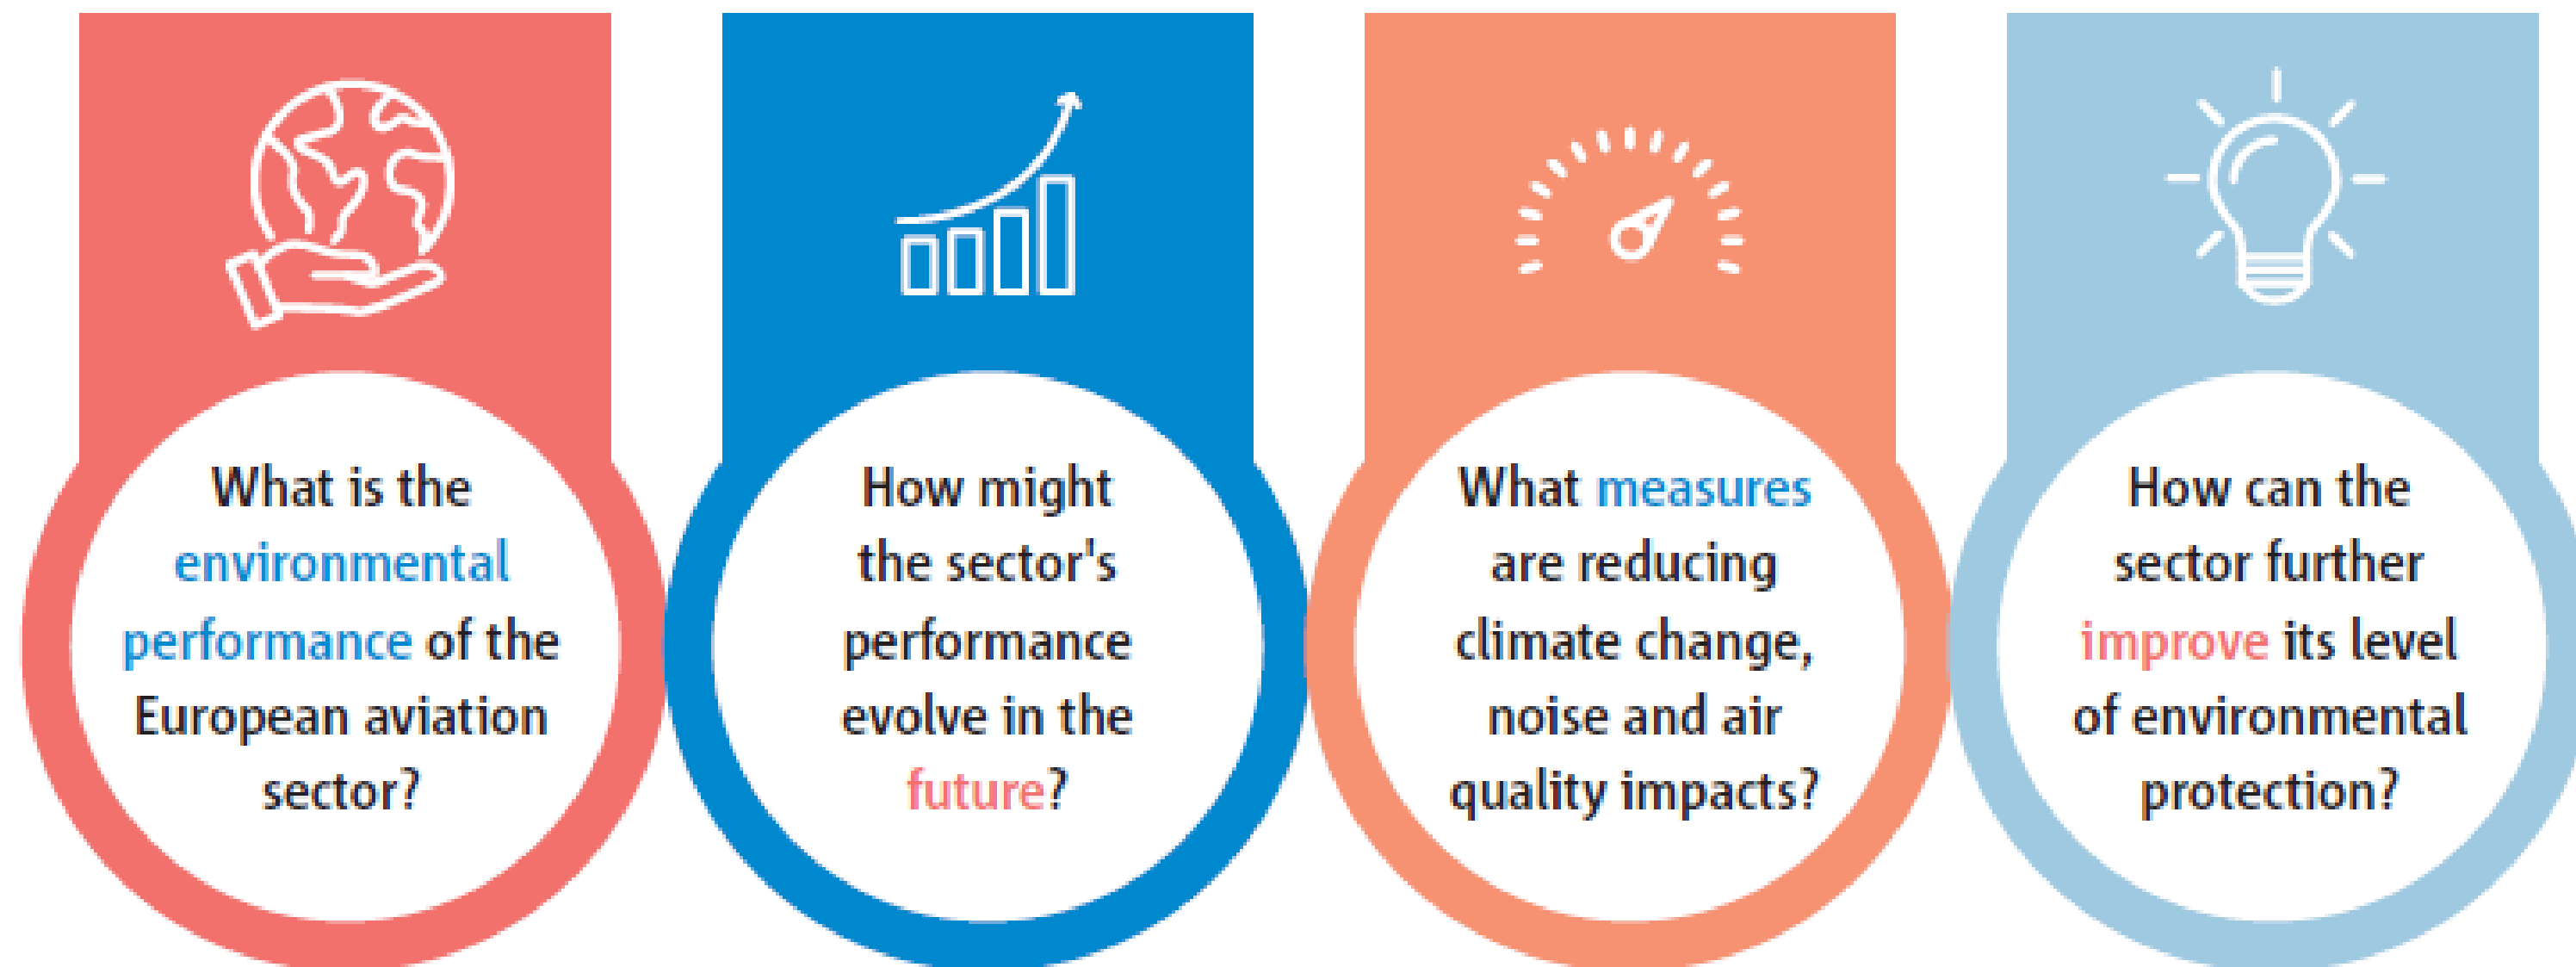 What is the
environmental
performance of the
European aviation
sector?
How might
the sector's
performance
evolve in the
future?
What measures
are reducing
climate change,
noise and air
quality impacts?
How can the
sector further
improve its level
of environmental
protection?